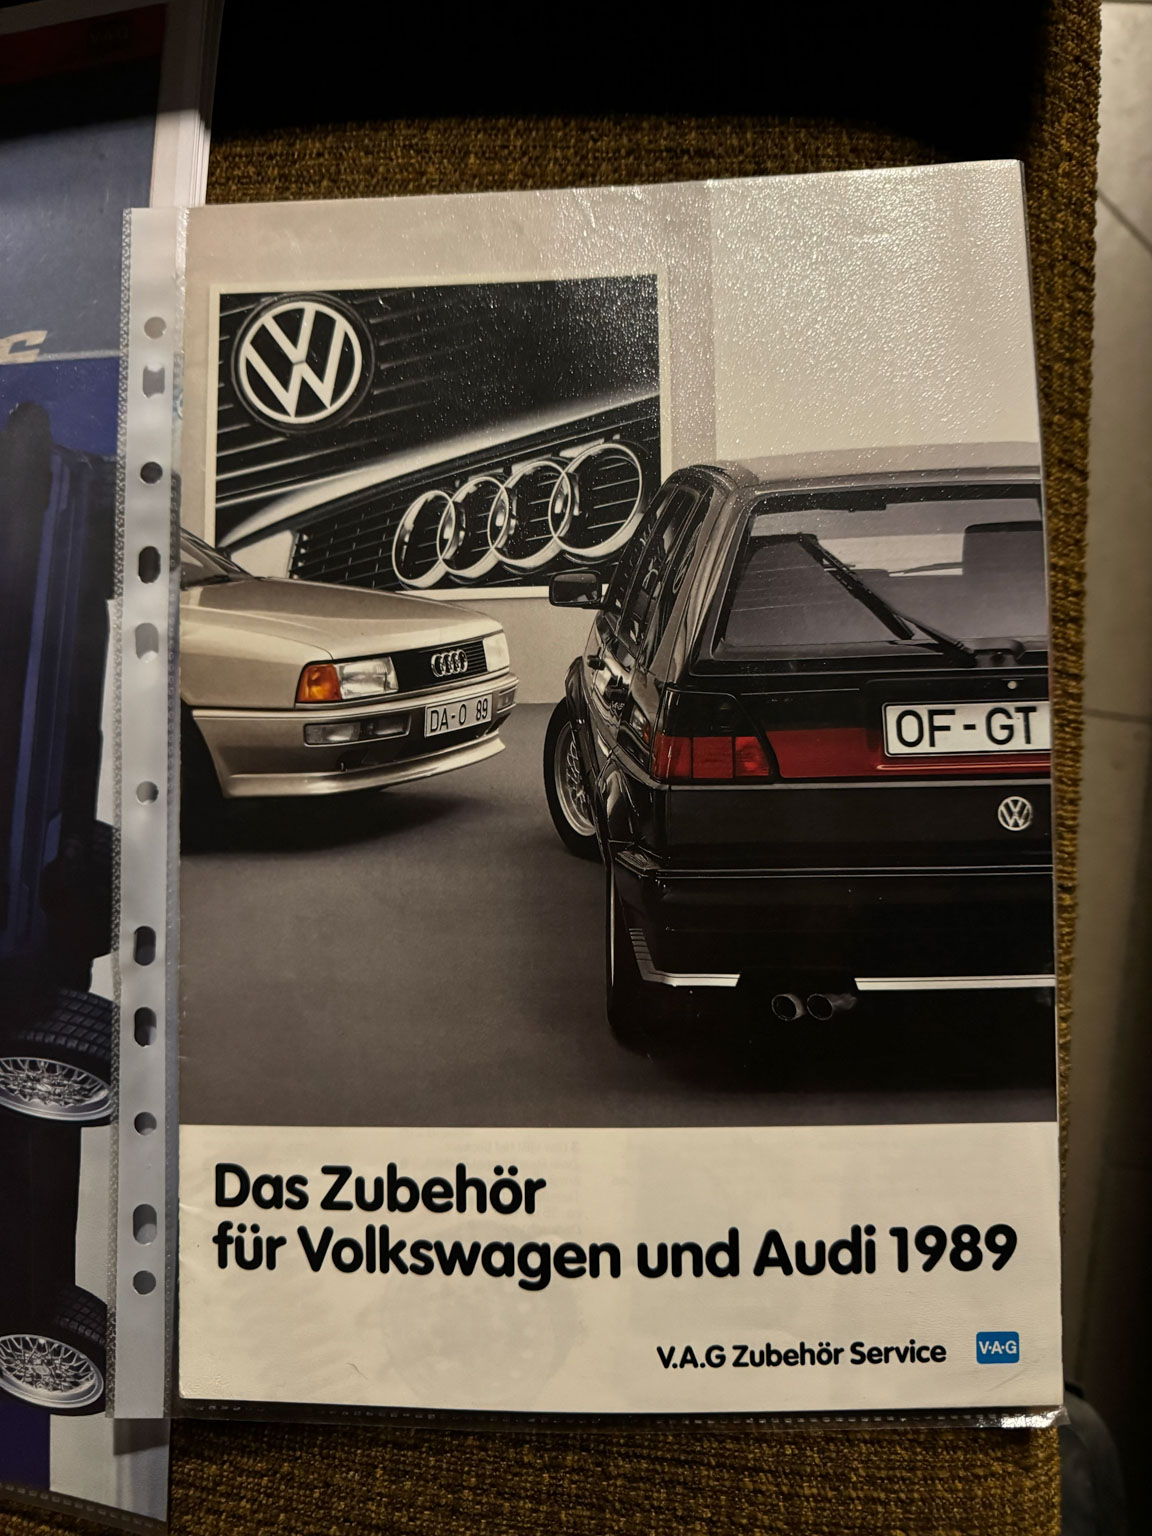 DA-O 89
OF-GT
Das Zubehör
für Volkswagen und Audi 1989
V.A.G Zubehör Service
V·A·G